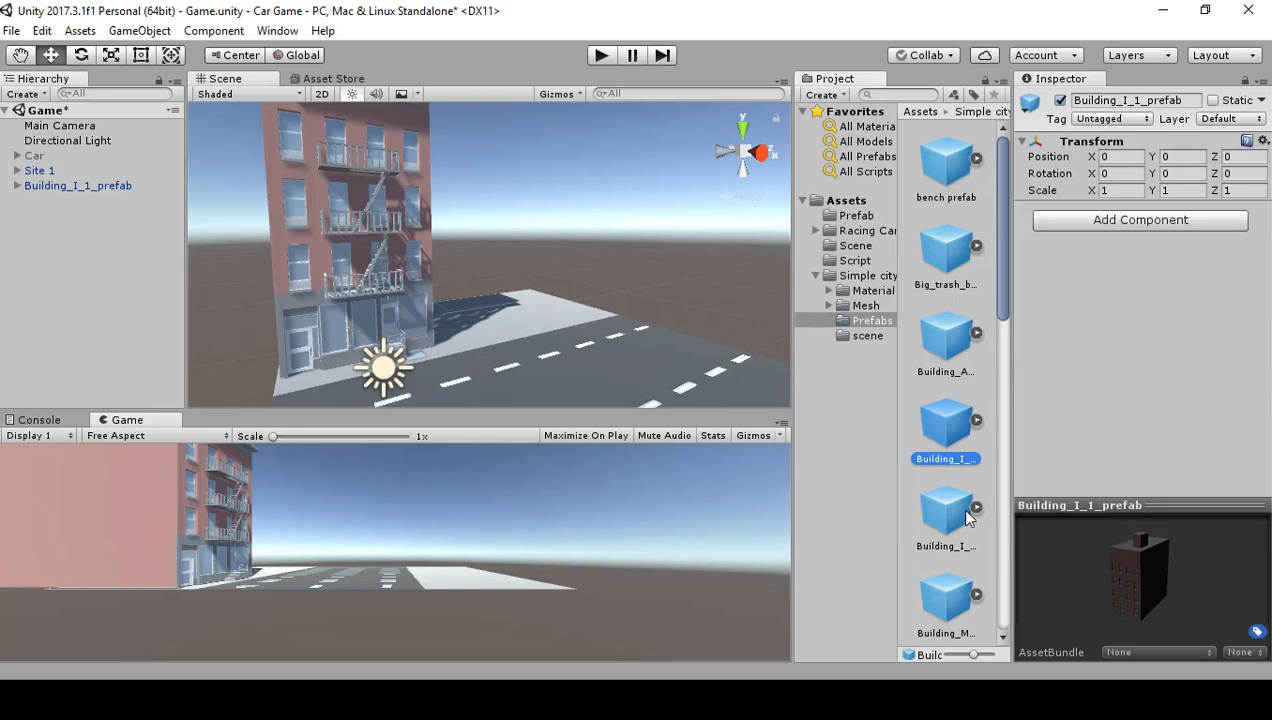 Unity 2017.3.1f1 Personal (64bit) - Game.unity - Car Game - PC, Mac & Linux Standalone* <DX11>
File Edit Assets GameObject Component Window Help
Center Global Collab Account Layers Layout
Hierarchy
Create All
Game*
Main Camera
Directional Light
Car
Site 1
Building_I_1_prefab
Scene Asset Store
Shaded 2D Gizmos All
y
z
x
Persp
Console Game
Display 1 Free Aspect Scale 1x Maximize On Play Mute Audio Stats Gizmos
Project
Create
Favorites
All Materia
All Models
All Prefabs
All Scripts
Assets
Prefab
Racing Car
Scene
Script
Simple city
Material
Mesh
Prefabs
scene
Assets Simple city
bench prefab
Big_trash_b...
Building_A...
Building_I_...
Building_I_...
Building_M...
Builc
Inspector
Building_I_1_prefab Static
Tag Untagged Layer Default
Transform
Position X 0 Y 0 Z 0
Rotation X 0 Y 0 Z 0
Scale X 1 Y 1 Z 1
Add Component
Building_I_1_prefab
AssetBundle None None